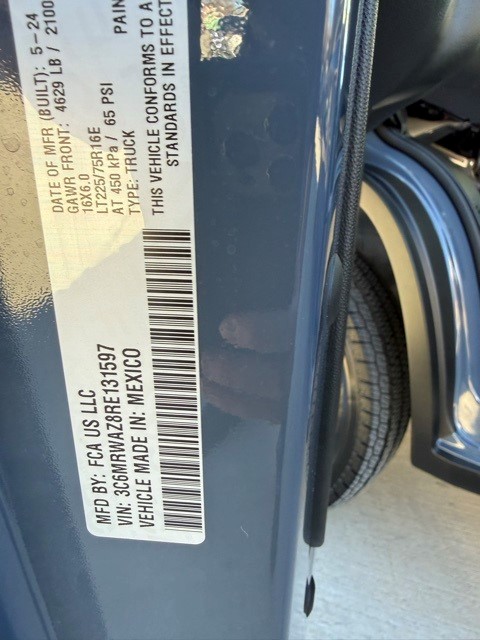 MFD BY: FCA US LLC
VIN: 3C6MRWAZ8RE131597
VEHICLE MADE IN: MEXICO
DATE OF MFR (BUILT): 5-24
GAWR FRONT: 4629 LB / 2100
16X6.0
LT225/75R16E
AT 450 kPa / 65 PSI
TYPE: TRUCK
PAIN
THIS VEHICLE CONFORMS TO A
STANDARDS IN EFFECT